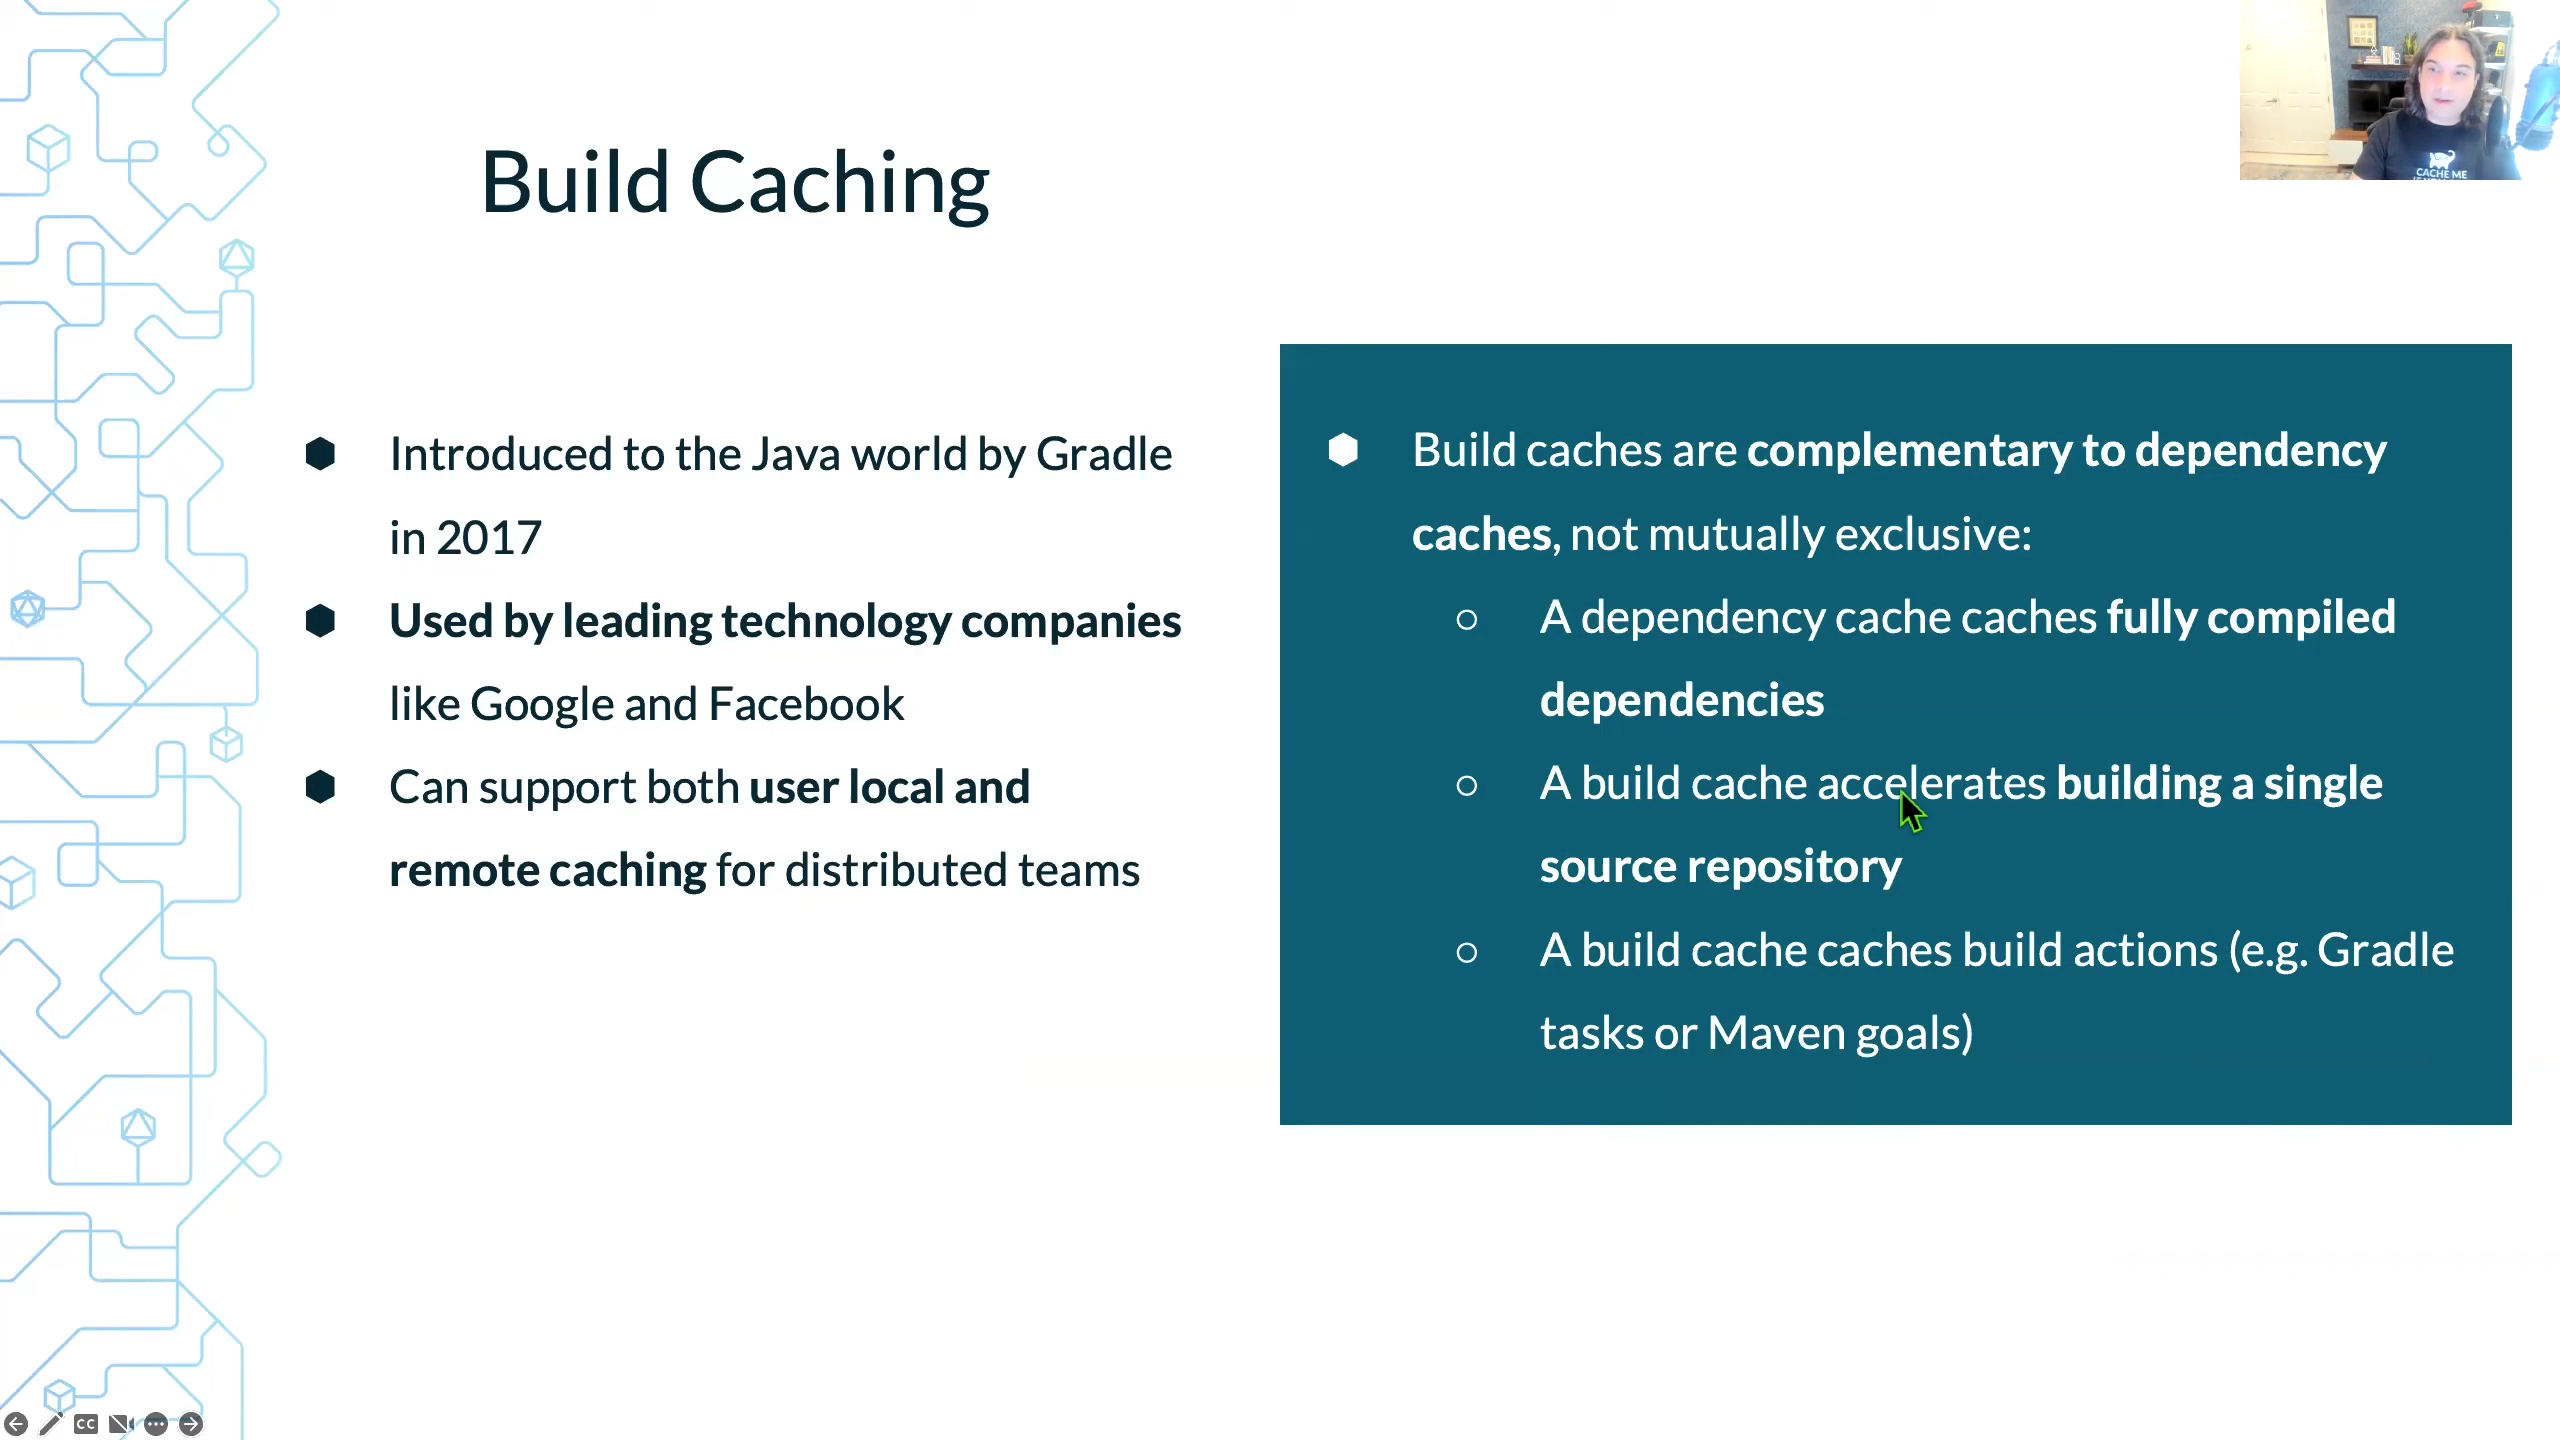 Build Caching
Introduced to the Java world by Gradle
in 2017
Used by leading technology companies
like Google and Facebook
Can support both user local and
remote caching for distributed teams
Build caches are complementary to dependency
caches, not mutually exclusive:
A dependency cache caches fully compiled
dependencies
A build cache accelerates building a single
source repository
A build cache caches build actions (e.g. Gradle
tasks or Maven goals)
CACHE ME
CC